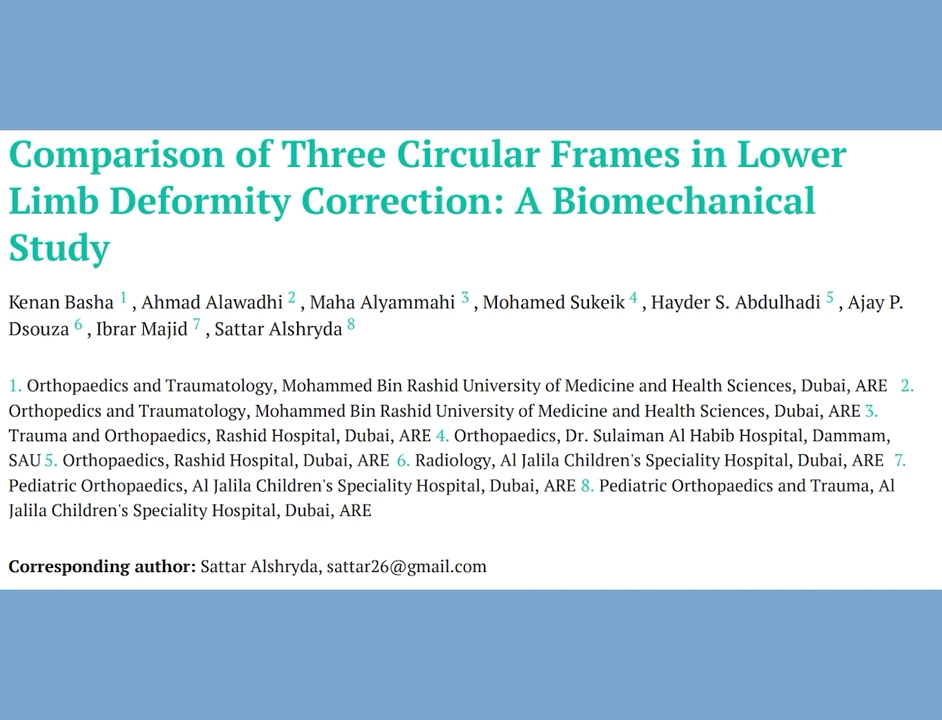 Comparison of Three Circular Frames in Lower
Limb Deformity Correction: A Biomechanical
Study
Kenan Basha 1 , Ahmad Alawadhi 2 , Maha Alyammahi 3 , Mohamed Sukeik 4 , Hayder S. Abdulhadi 5 , Ajay P.
Dsouza 6 , Ibrar Majid 7 , Sattar Alshryda 8
1. Orthopaedics and Traumatology, Mohammed Bin Rashid University of Medicine and Health Sciences, Dubai, ARE 2.
Orthopedics and Traumatology, Mohammed Bin Rashid University of Medicine and Health Sciences, Dubai, ARE 3.
Trauma and Orthopaedics, Rashid Hospital, Dubai, ARE 4. Orthopaedics, Dr. Sulaiman Al Habib Hospital, Dammam,
SAU 5. Orthopaedics, Rashid Hospital, Dubai, ARE 6. Radiology, Al Jalila Children's Speciality Hospital, Dubai, ARE 7.
Pediatric Orthopaedics, Al Jalila Children's Speciality Hospital, Dubai, ARE 8. Pediatric Orthopaedics and Trauma, Al
Jalila Children's Speciality Hospital, Dubai, ARE
Corresponding author: Sattar Alshryda, sattar26@gmail.com